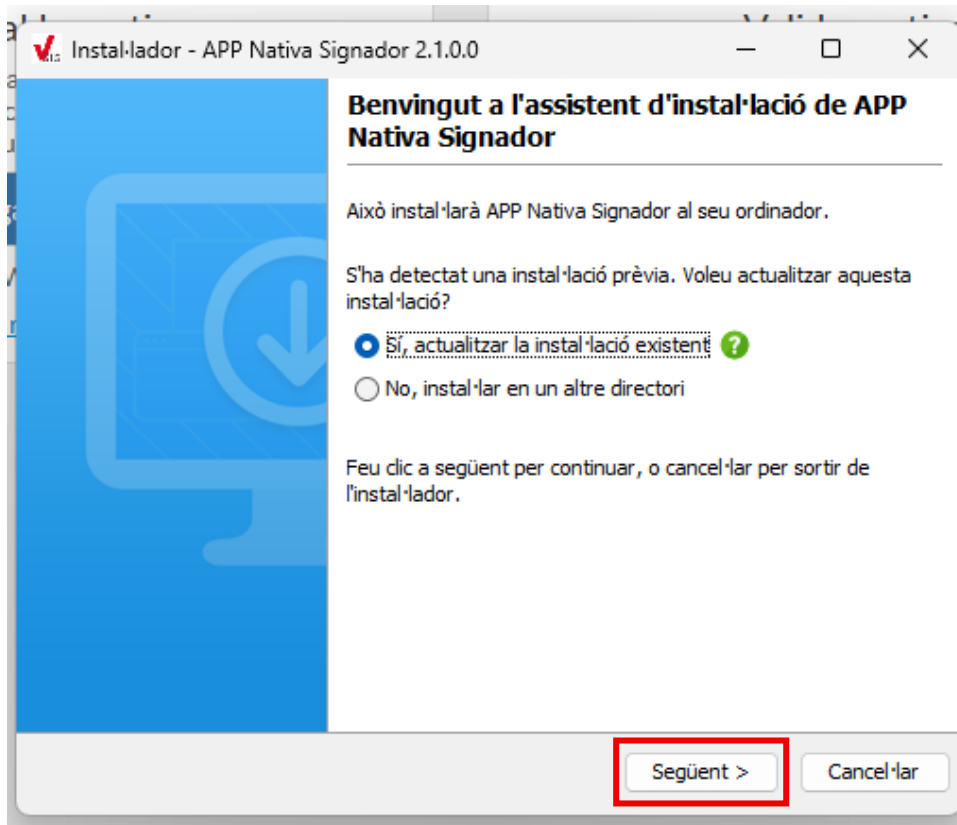 Instal·lador - APP Nativa Signador 2.1.0.0
Benvingut a l'assistent d'instal·lació de APP
Nativa Signador
Això instal·larà APP Nativa Signador al seu ordinador.
S'ha detectat una instal·lació prèvia. Voleu actualitzar aquesta
instal·lació?
Sí, actualitzar la instal·lació existent
No, instal·lar en un altre directori
Feu clic a següent per continuar, o cancel·lar per sortir de
l'instal·lador.
Següent >
Cancel·lar